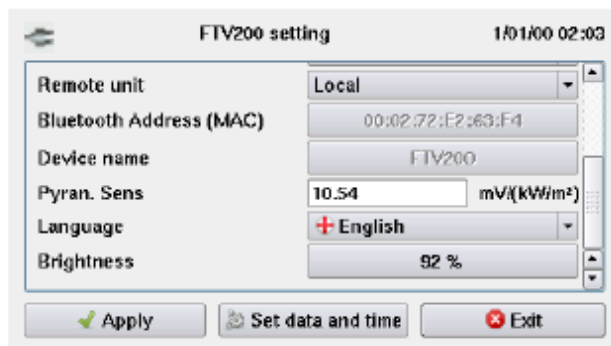 FTV200 setting 1/01/00 02:03
Remote unit Local
Bluetooth Address (MAC) 00:02:72:E2:63:F4
Device name FTV200
Pyran. Sens 10.54 mV/(kW/m²)
Language English
Brightness 92 %
Apply Set data and time Exit